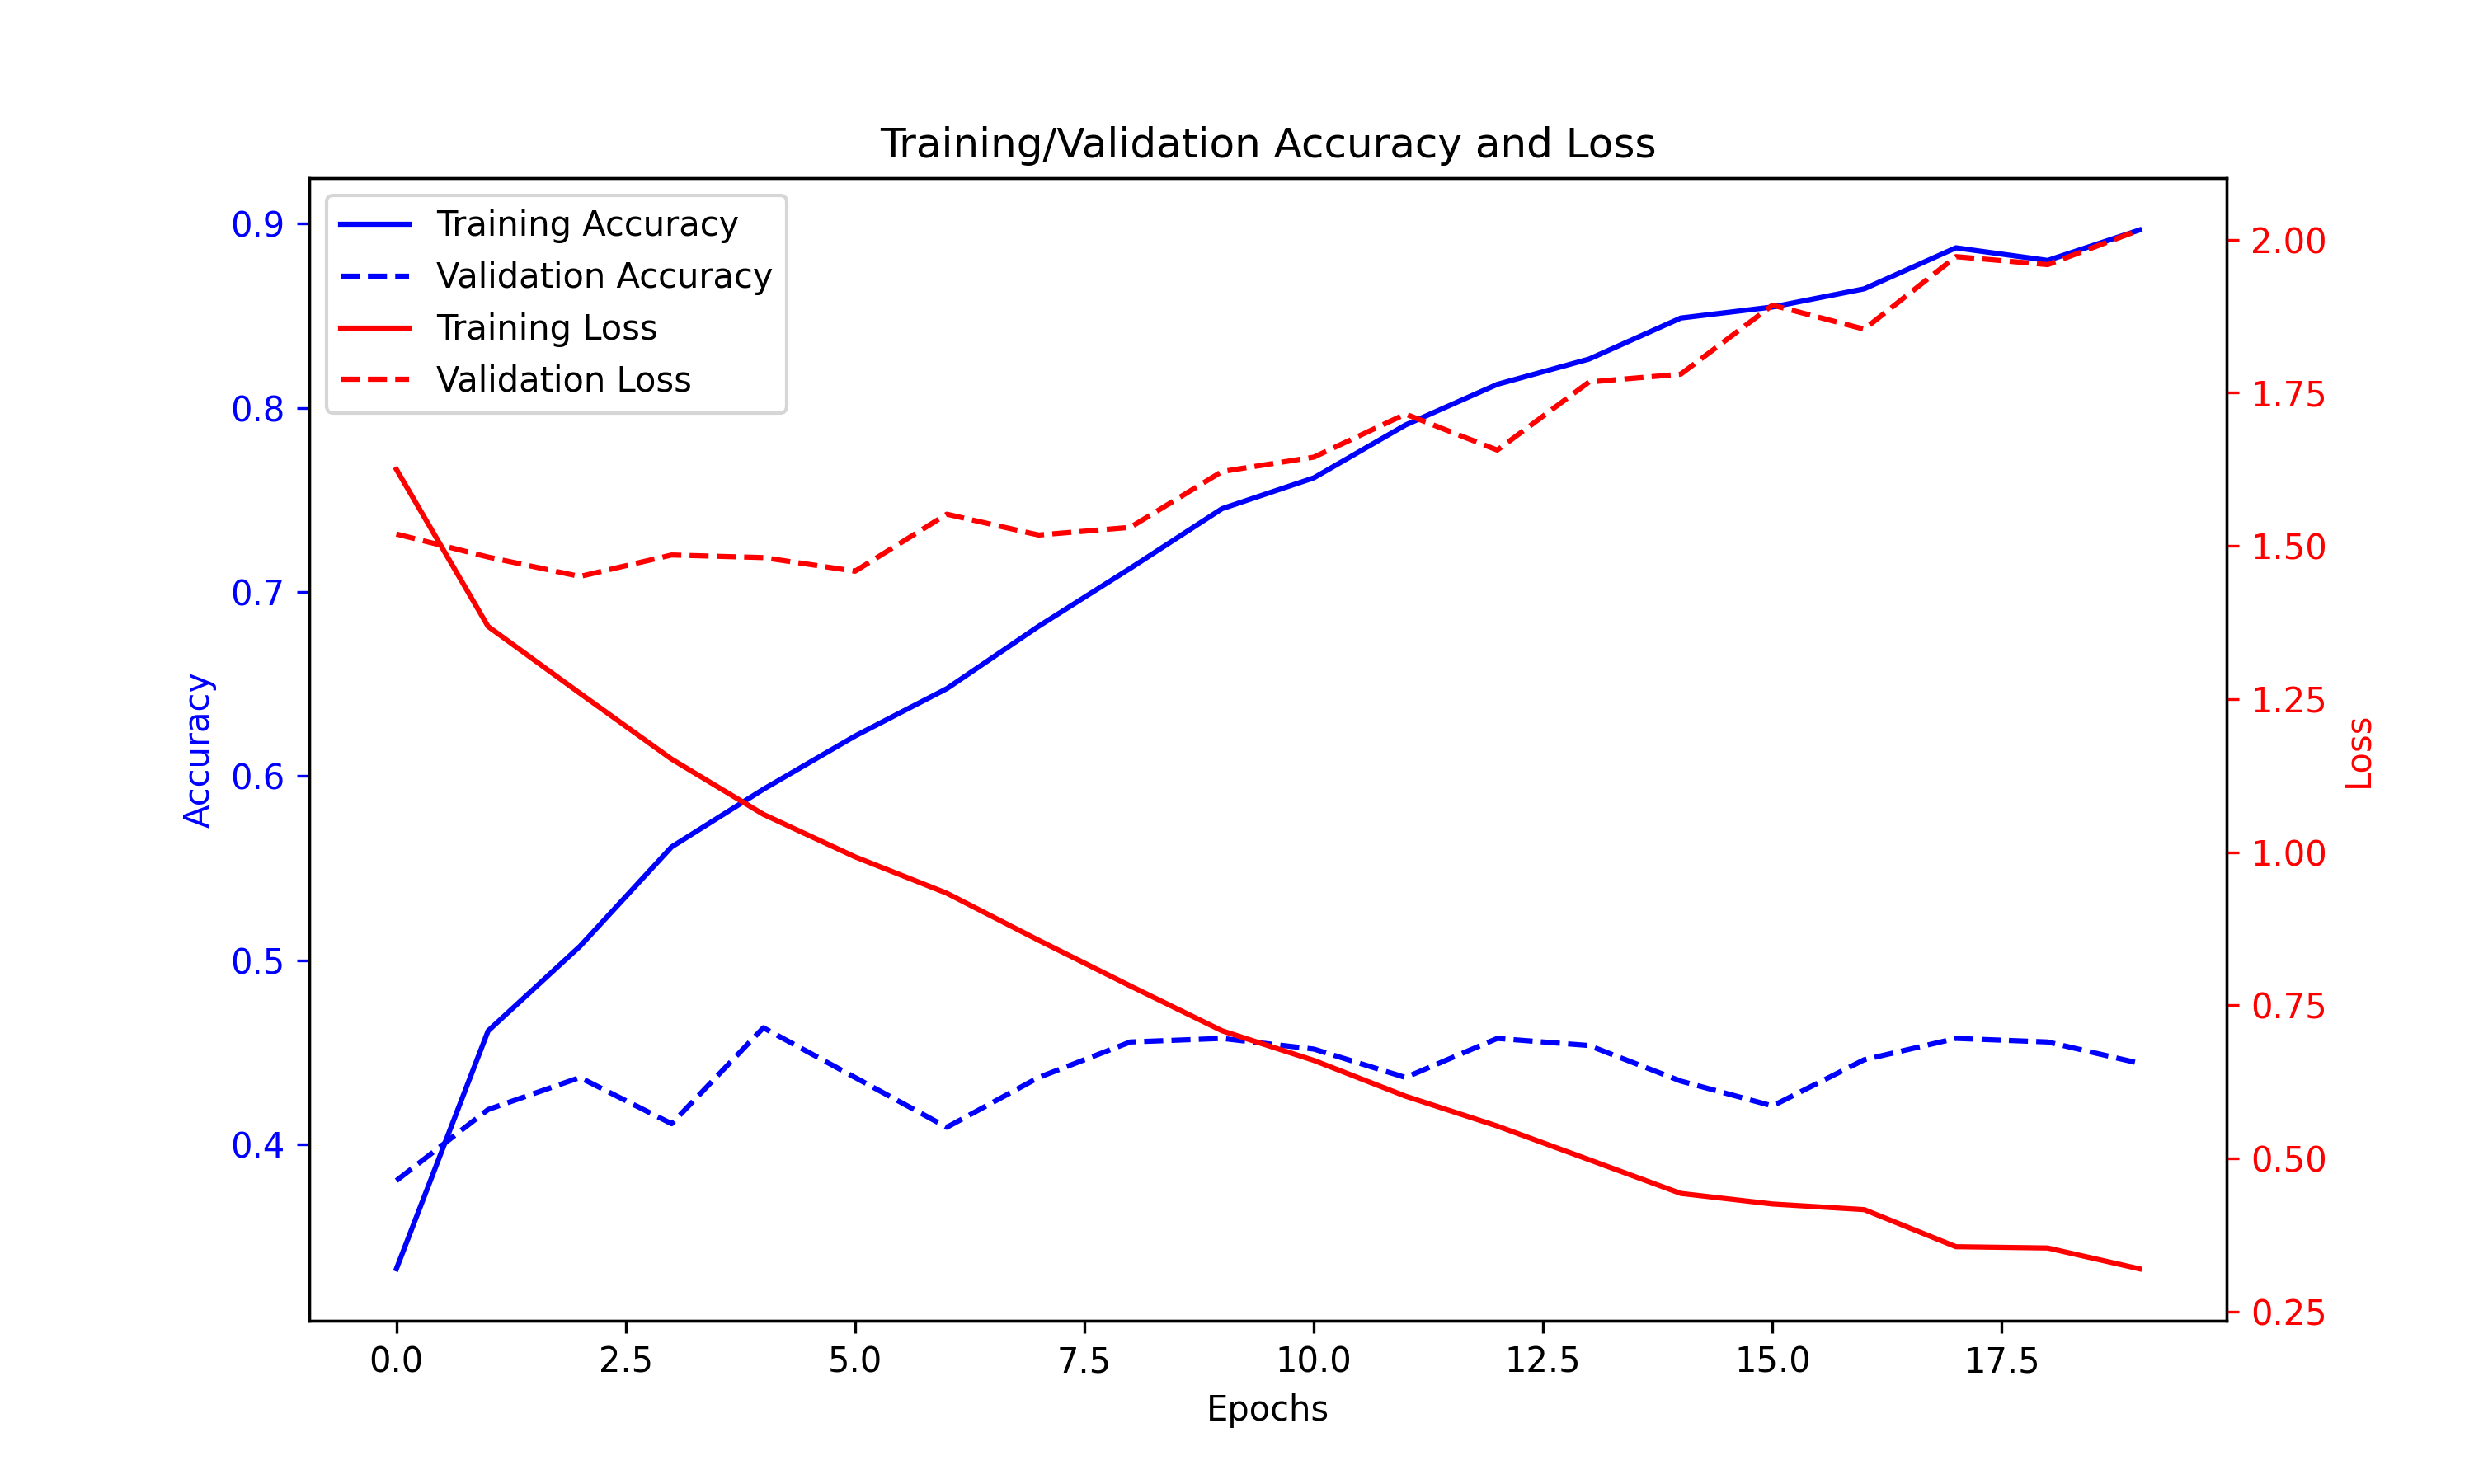 Training/Validation Accuracy and Loss
Training Accuracy
Validation Accuracy
Training Loss
Validation Loss
0.9
0.8
0.7
0.6
0.5
0.4
Accuracy
2.00
1.75
1.50
1.25
1.00
0.75
0.50
0.25
Loss
0.0 2.5 5.0 7.5 10.0 12.5 15.0 17.5
Epochs